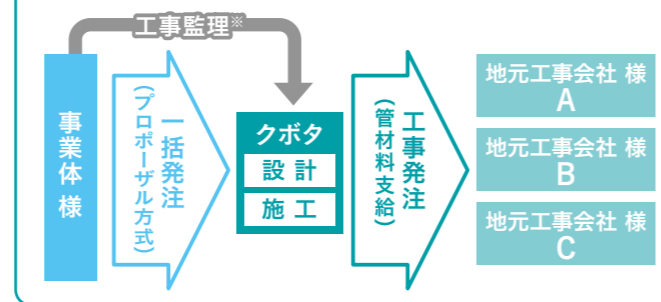 工事監理※
事業体 様
一括発注
(プロポーザル方式)
クボタ
設 計
施 工
工事発注
(管材料支給)
地元工事会社 様
A
地元工事会社 様
B
地元工事会社 様
C